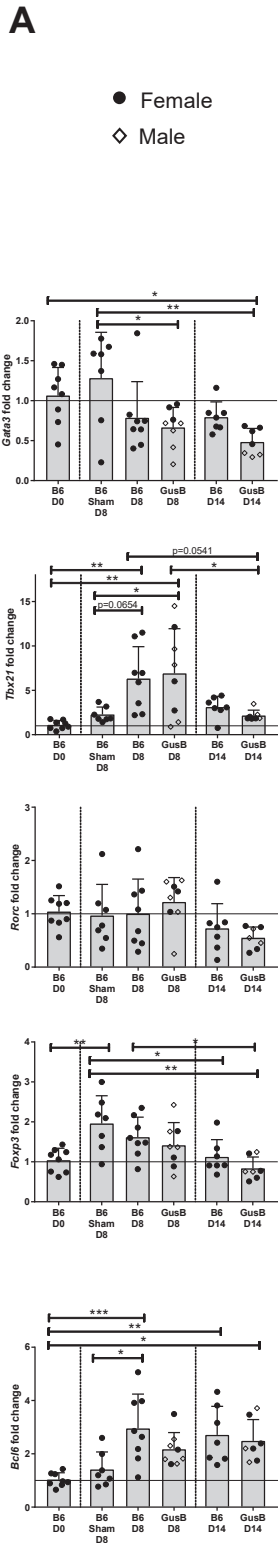 A
Female
Male
*
**
*
Gata3 fold change
2.0
1.5
1.0
0.5
0.0
B6 D0
B6 Sham D8
B6 D8
GusB D8
B6 D14
GusB D14
p=0.0541
** *
**
*
p=0.0654
Tbx21 fold change
15
10
5
0
B6 D0
B6 Sham D8
B6 D8
GusB D8
B6 D14
GusB D14
Rorc fold change
3
2
1
0
B6 D0
B6 Sham D8
B6 D8
GusB D8
B6 D14
GusB D14
** *
*
**
Foxp3 fold change
4
3
2
1
0
B6 D0
B6 Sham D8
B6 D8
GusB D8
B6 D14
GusB D14
***
**
*
*
Bcl6 fold change
6
4
2
0
B6 D0
B6 Sham D8
B6 D8
GusB D8
B6 D14
GusB D14